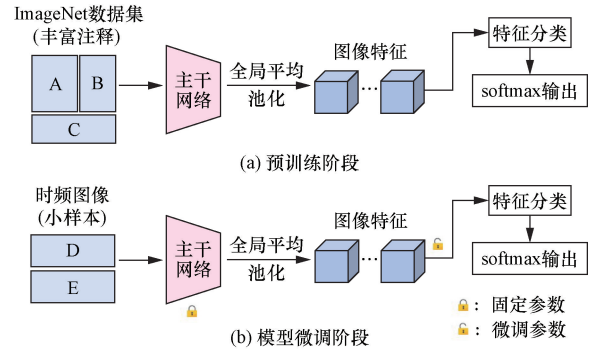 ImageNet数据集
(丰富注释)
A
B
C
主干
网络
全局平均
池化
图像特征
···
特征分类
softmax输出
(a) 预训练阶段
时频图像
(小样本)
D
E
主干
网络
全局平均
池化
图像特征
···
特征分类
softmax输出
：固定参数
：微调参数
(b) 模型微调阶段